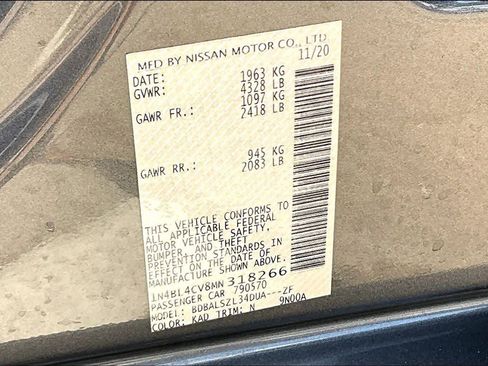 MFD BY NISSAN MOTOR CO., LTD.
DATE: 11/20
GVWR: 1963 KG
4328 LB
GAWR FR.: 1097 KG
2418 LB
GAWR RR.: 945 KG
2083 LB
THIS VEHICLE CONFORMS TO
ALL APPLICABLE FEDERAL
MOTOR VEHICLE SAFETY,
BUMPER, AND THEFT
PREVENTION STANDARDS IN
EFFECT ON THE DATE OF
MANUFACTURE SHOWN ABOVE.
1N4BL4CV8MN318266
PASSENGER CAR 790570
MODEL: BDBALSZL34DUA---ZF
COLOR: KAD TRIM: N 9N00A